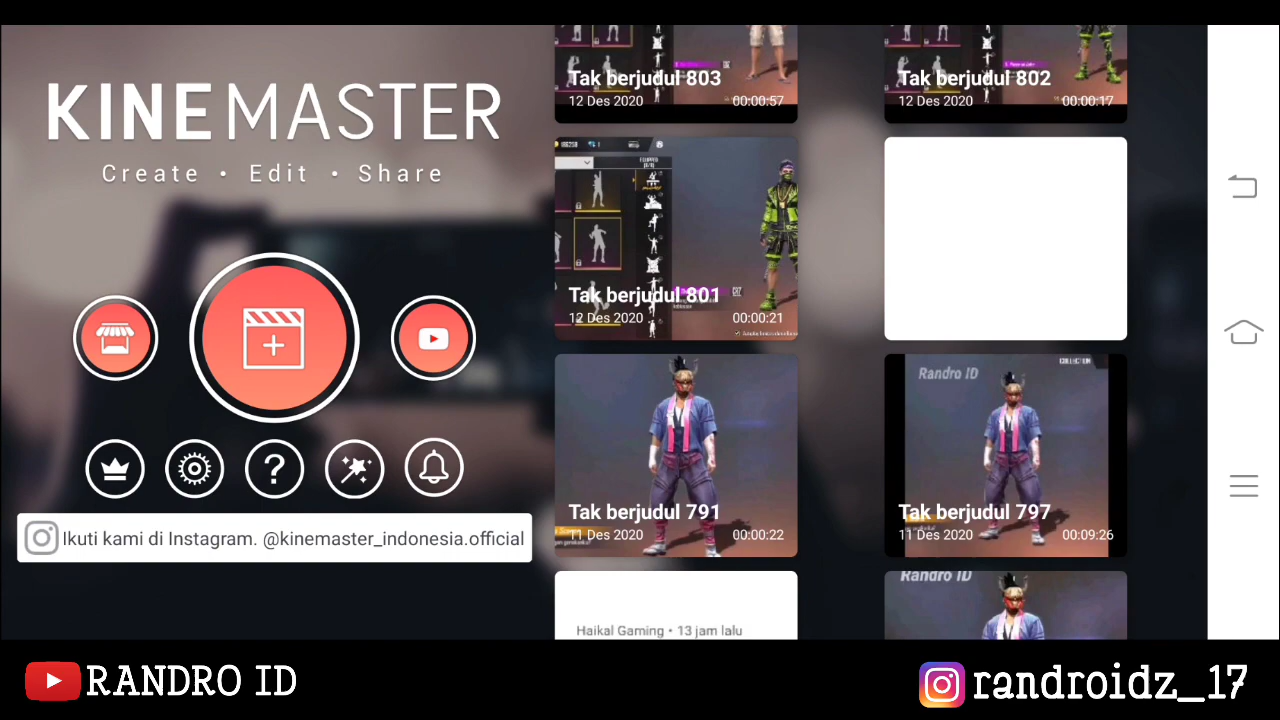 KINEMASTER
Create • Edit • Share
Ikuti kami di Instagram. @kinemaster_indonesia.official
Tak berjudul 803
12 Des 2020 00:00:57
Tak berjudul 802
12 Des 2020 00:00:17
Tak berjudul 801
12 Des 2020 00:00:21
Tak berjudul 791
11 Des 2020 00:00:22
Randro ID
COLLECTION
Tak berjudul 797
11 Des 2020 00:09:26
Haikal Gaming • 13 jam lalu
Randro ID
RANDRO ID
randroidz_17